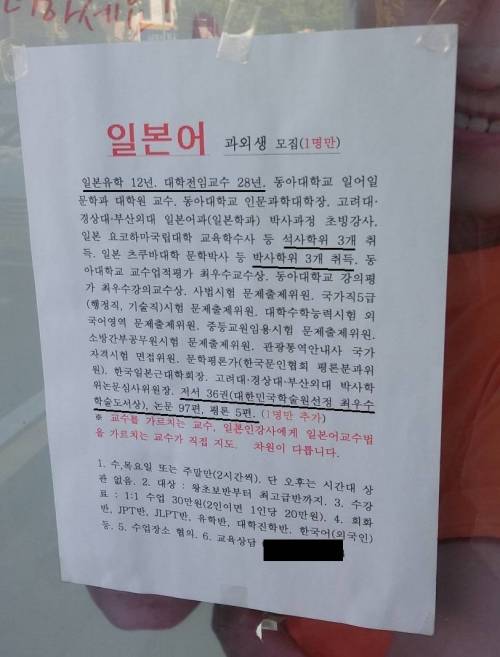 하세
일본어 과외생 모집(1명만)
일본유학 12년. 대학전임교수 28년, 동아대학교 일어일
문학과 대학원 교수, 동아대학교 인문과학대학장. 고려대·
경상대·부산외대 일본어과(일본학과) 박사과정 초빙강사,
일본 요코하마국립대학 교육학수사 등 석사학위 3개 취
득. 일본 츠쿠바대학 문학박사 등 박사학위 3개 취득. 동
아대학교 교수업적평가 최우수교수상. 동아대학교 강의평
가 최우수강의교수상. 사법시험 문제출제위원. 국가직5급
(행정직, 기술직)시험 문제출제위원. 대학수학능력시험 외
국어영역 문제출제위원. 중등교원임용시험 문제출제위원.
소방간부공무원시험 문제출제위원. 관광통역안내사 국가
자격시험 면접위원. 문학평론가(한국문인협회 평론분과위
원). 한국일본근대학회장. 고려대·경상대·부산외대 박사학
위논문심사위원장. 저서 36권(대한민국학술원선정 최우수
학술도서상), 논문 97편, 평론 5편. (1명만 추가)
※ 교수를 가르치는 교수, 일본인강사에게 일본어교수법
을 가르치는 교수가 직접 지도. 차원이 다릅니다.
1. 수,목요일 또는 주말만(2시간씩). 단 오후는 시간대 상
관 없음. 2. 대상 : 왕초보반부터 최고급반까지. 3. 수강
료 : 1:1 수업 30만원(2인이면 1인당 20만원). 4. 회화
반, JPT반, JLPT반, 유학반, 대학진학반. 한국어(외국인)
등. 5. 수업장소 협의. 6. 교육상담